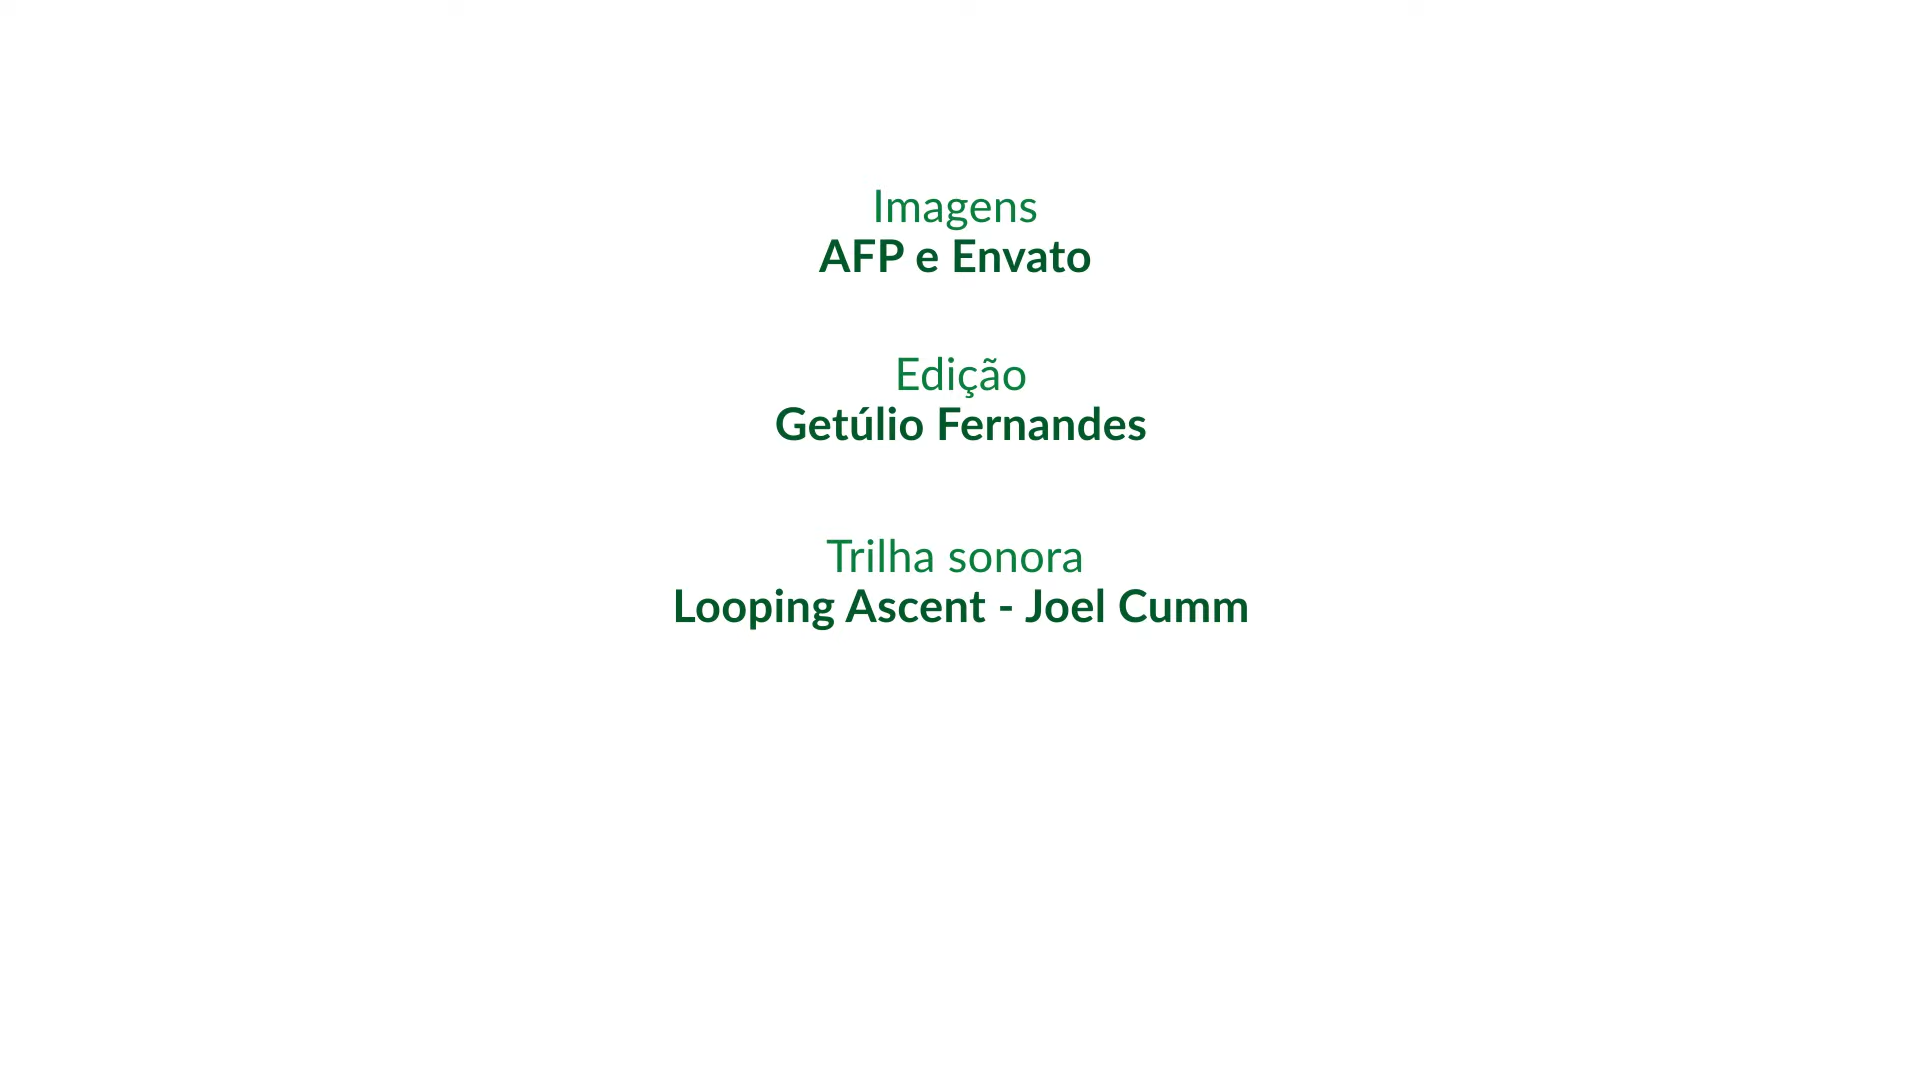 Imagens
AFP e Envato
Edição
Getúlio Fernandes
Trilha sonora
Looping Ascent - Joel Cumm